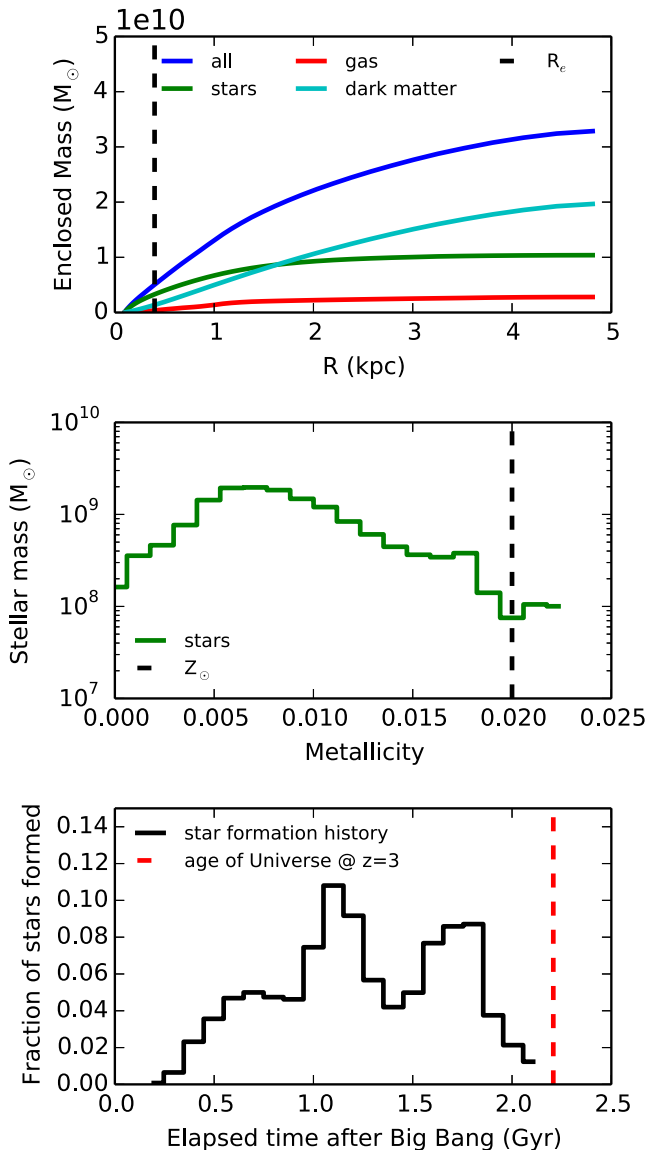 1e10
Enclosed Mass (M☉)
5
4
3
2
1
0
all
stars
gas
dark matter
Rₑ
0 1 2 3 4 5
R (kpc)
Stellar mass (M☉)
10¹⁰
10⁹
10⁸
10⁷
stars
Z☉
0.000 0.005 0.010 0.015 0.020 0.025
Metallicity
Fraction of stars formed
0.14
0.12
0.10
0.08
0.06
0.04
0.02
0.00
star formation history
age of Universe @ z=3
0.0 0.5 1.0 1.5 2.0 2.5
Elapsed time after Big Bang (Gyr)